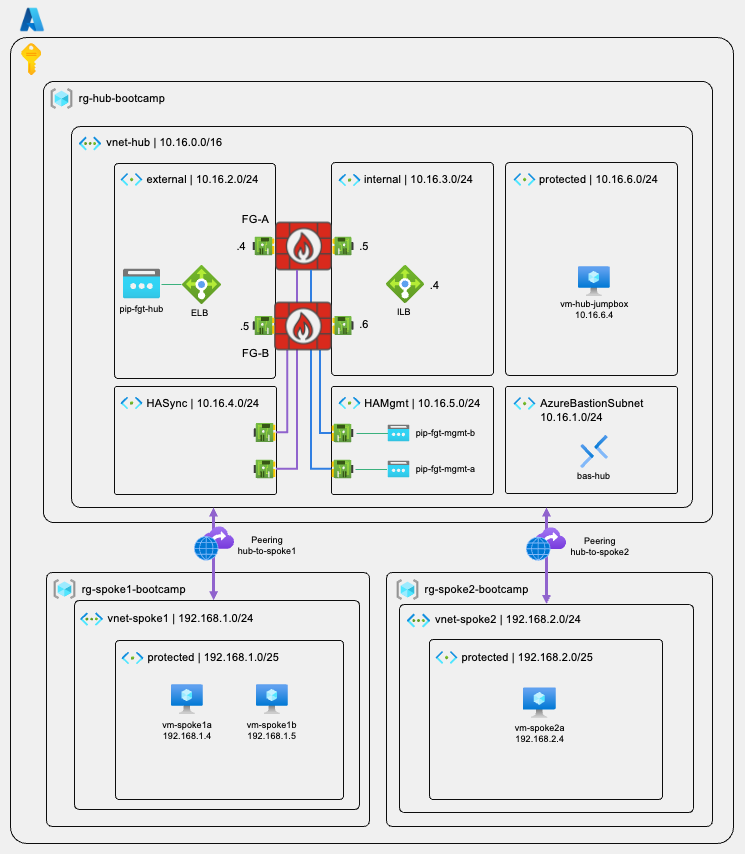 rg-hub-bootcamp
vnet-hub | 10.16.0.0/16
external | 10.16.2.0/24
internal | 10.16.3.0/24
protected | 10.16.6.0/24
FG-A
.4
.5
pip-fgt-hub
ELB
.4
ILB
vm-hub-jumpbox
10.16.6.4
.5
.6
FG-B
HASync | 10.16.4.0/24
HAMgmt | 10.16.5.0/24
AzureBastionSubnet
10.16.1.0/24
pip-fgt-mgmt-b
pip-fgt-mgmt-a
bas-hub
Peering
hub-to-spoke1
Peering
hub-to-spoke2
rg-spoke1-bootcamp
vnet-spoke1 | 192.168.1.0/24
protected | 192.168.1.0/25
vm-spoke1a
192.168.1.4
vm-spoke1b
192.168.1.5
rg-spoke2-bootcamp
vnet-spoke2 | 192.168.2.0/24
protected | 192.168.2.0/25
vm-spoke2a
192.168.2.4